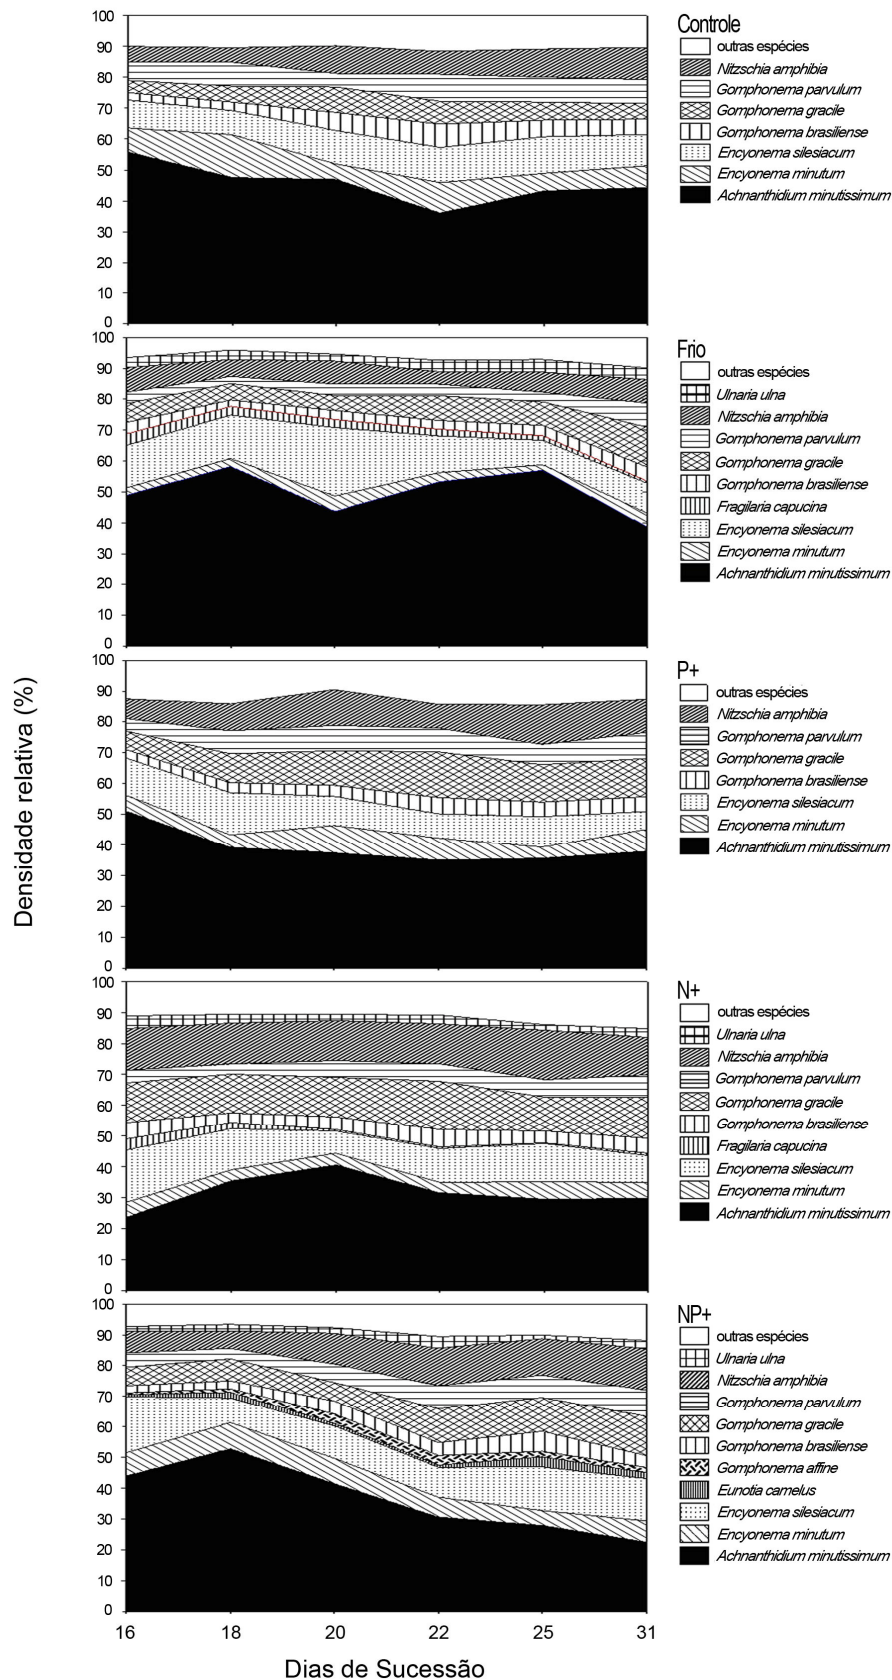 Densidade relativa (%)
100
90
80
70
60
50
40
30
20
10
0
Controle
outras espécies
Nitzschia amphibia
Gomphonema parvulum
Gomphonema gracile
Gomphonema brasiliense
Encyonema silesiacum
Encyonema minutum
Achnanthidium minutissimum
100
90
80
70
60
50
40
30
20
10
0
Frio
outras espécies
Ulnaria ulna
Nitzschia amphibia
Gomphonema parvulum
Gomphonema gracile
Gomphonema brasiliense
Fragilaria capucina
Encyonema silesiacum
Encyonema minutum
Achnanthidium minutissimum
100
90
80
70
60
50
40
30
20
10
0
P+
outras espécies
Nitzschia amphibia
Gomphonema parvulum
Gomphonema gracile
Gomphonema brasiliense
Encyonema silesiacum
Encyonema minutum
Achnanthidium minutissimum
100
90
80
70
60
50
40
30
20
10
0
N+
outras espécies
Ulnaria ulna
Nitzschia amphibia
Gomphonema parvulum
Gomphonema gracile
Gomphonema brasiliense
Fragilaria capucina
Encyonema silesiacum
Encyonema minutum
Achnanthidium minutissimum
100
90
80
70
60
50
40
30
20
10
0
NP+
outras espécies
Ulnaria ulna
Nitzschia amphibia
Gomphonema parvulum
Gomphonema gracile
Gomphonema brasiliense
Gomphonema affine
Eunotia camelus
Encyonema silesiacum
Encyonema minutum
Achnanthidium minutissimum
16 18 20 22 25 31
Dias de Sucessão